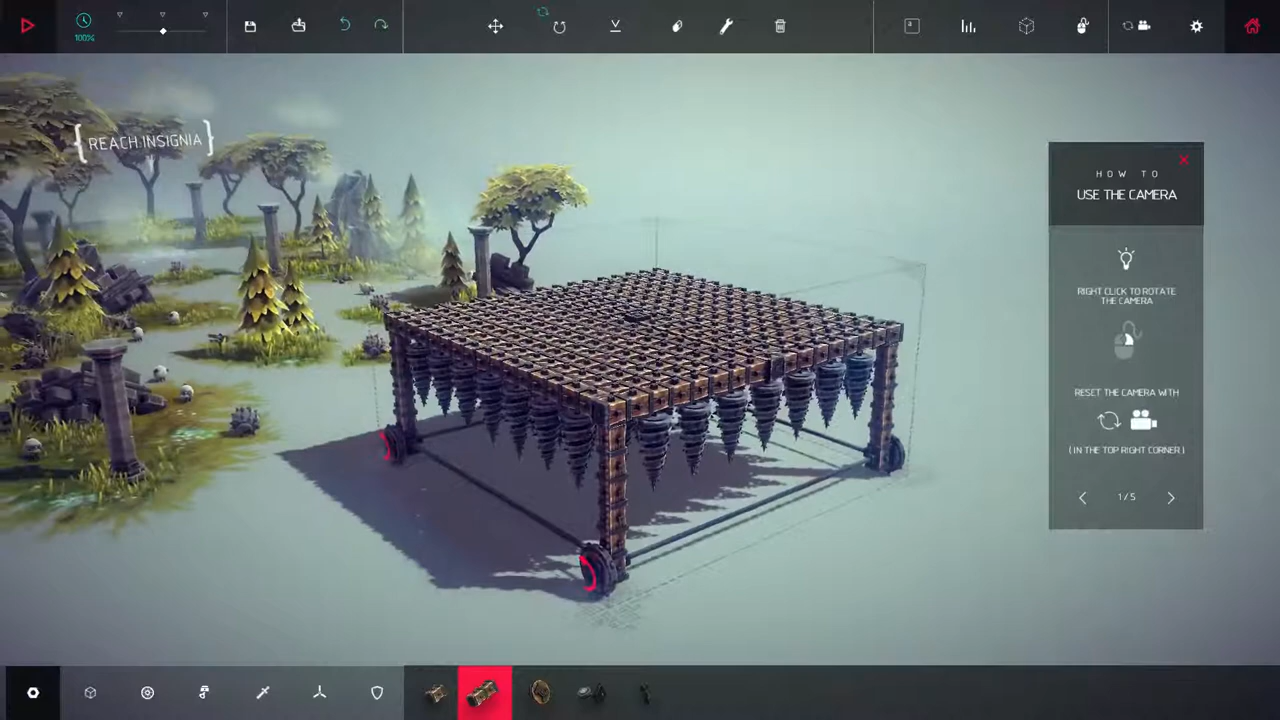 100%
REACH INSIGNIA
HOW TO
USE THE CAMERA
RIGHT CLICK TO ROTATE
THE CAMERA
RESET THE CAMERA WITH
(IN THE TOP RIGHT CORNER)
1/5